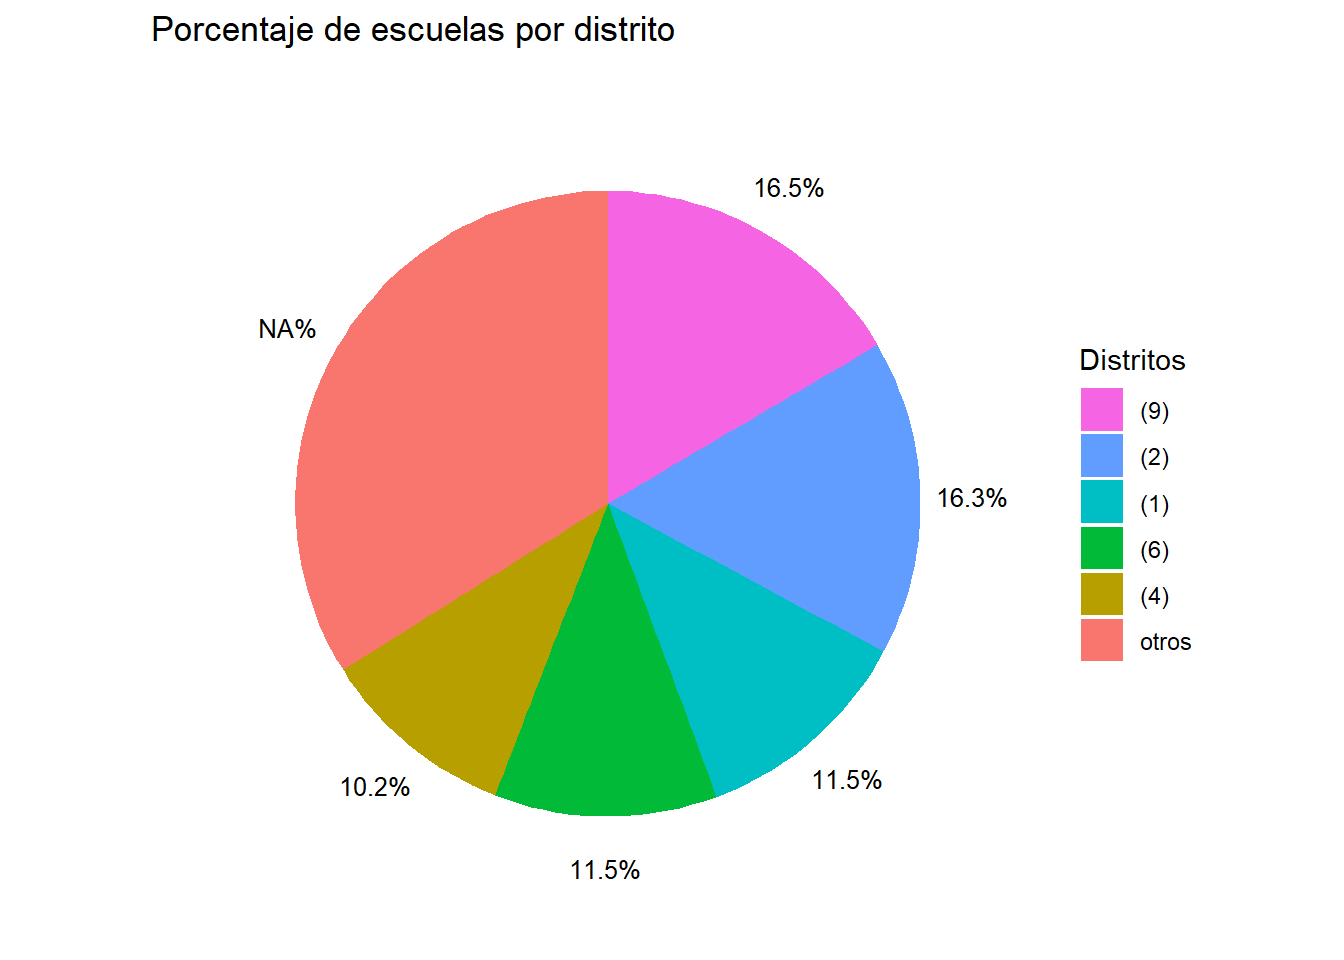 Porcentaje de escuelas por distrito
16.5%
NA%
16.3%
11.5%
10.2%
11.5%
Distritos
(9)
(2)
(1)
(6)
(4)
otros